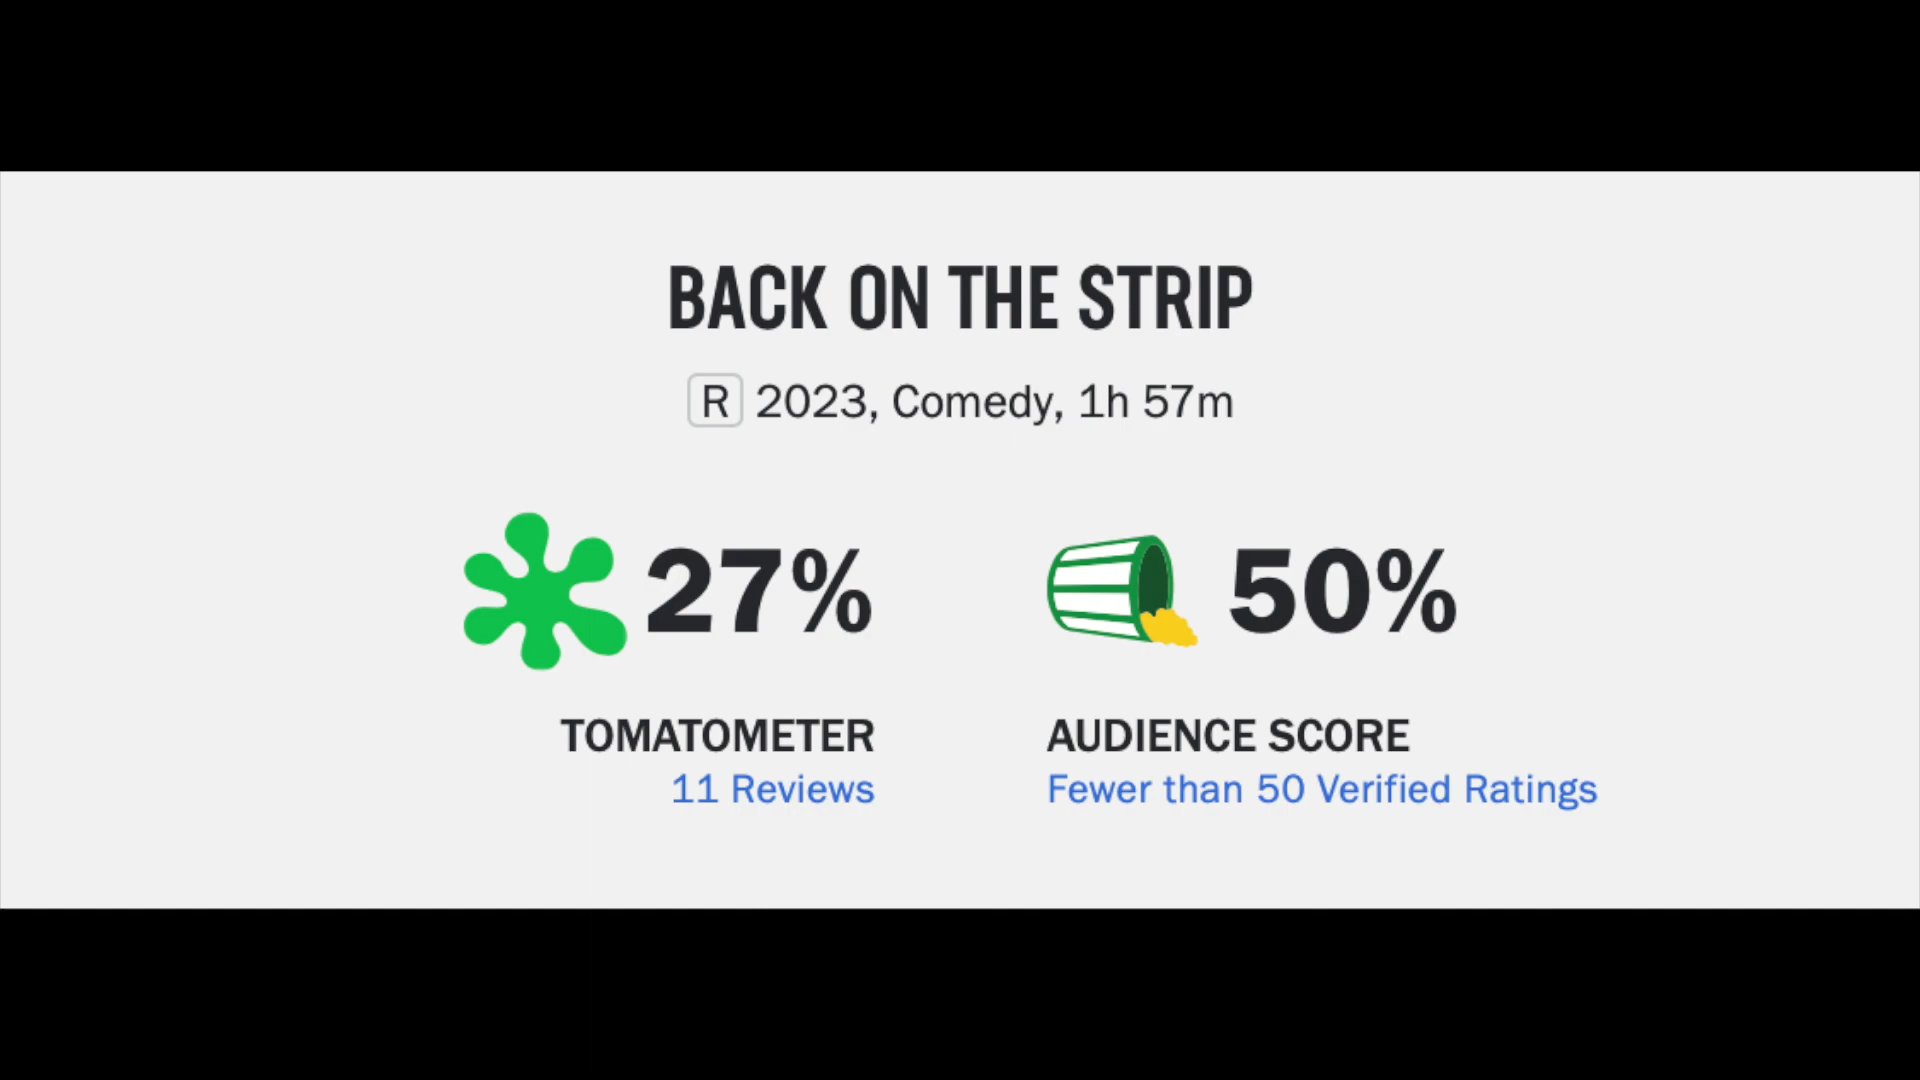 BACK ON THE STRIP
R 2023, Comedy, 1h 57m
27% 50%
TOMATOMETER AUDIENCE SCORE
11 Reviews Fewer than 50 Verified Ratings